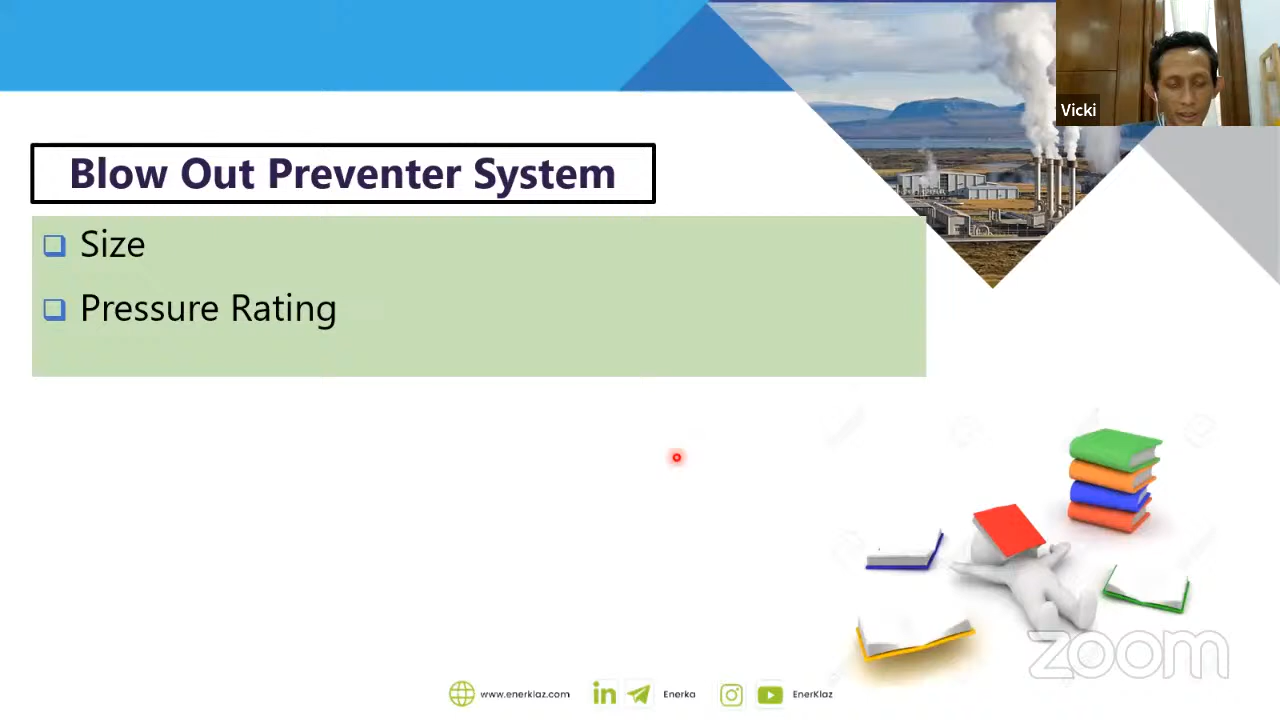 Vicki
Blow Out Preventer System
Size
Pressure Rating
zoom
www.enerklaz.com
Enerka
EnerKlaz